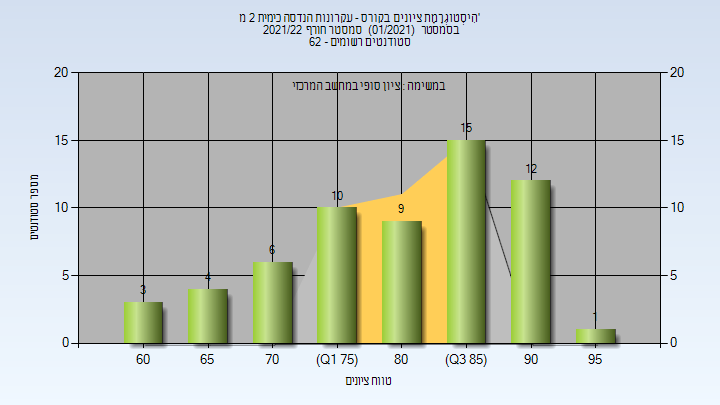 הִיסְטוֹגְרָמַת ציונים בקורס - עקרונות הנדסה כימית 2 מ'
בסמסטר (01/2021) סמסטר חורף 2021/22
סטודנטים רשומים - 62
במשימה : ציון סופי במחשב המרכזי
20 20
15 15
10 10
5 5
0 0
3 4 6 10 9 15 12 1
60 65 70 (Q1 75) 80 (Q3 85) 90 95
מספר סטודנטים
טווח ציונים